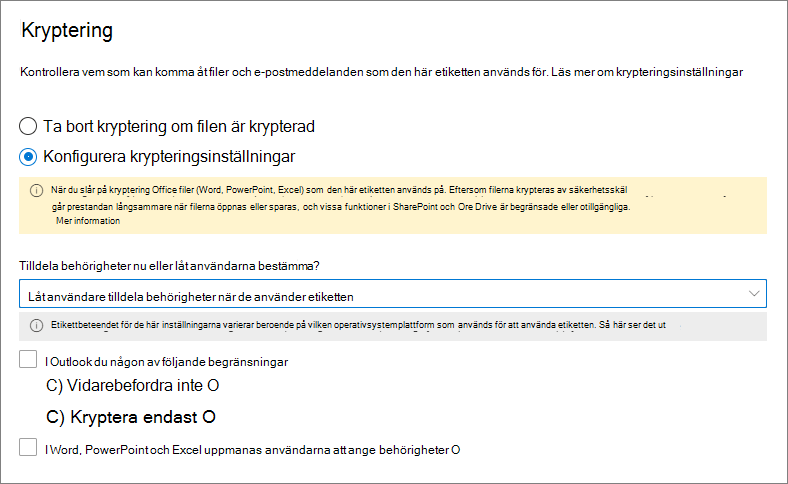 Kryptering
Kontrollera vem som kan komma åt filer och e-postmeddelanden som den här etiketten används för. Läs mer om krypteringsinställningar
Ta bort kryptering om filen är krypterad
Konfigurera krypteringsinställningar
När du slår på kryptering Office filer (Word, PowerPoint, Excel) som den här etiketten används på. Eftersom filerna krypteras av säkerhetsskäl
går prestandan långsammare när filerna öppnas eller sparas, och vissa funktioner i SharePoint och Ore Drive är begränsade eller otillgängliga.
Mer information
Tilldela behörigheter nu eller låt användarna bestämma?
Låt användare tilldela behörigheter när de använder etiketten
Etikettbeteendet för de här inställningarna varierar beroende på vilken operativsystemplattform som används för att använda etiketten. Så här ser det ut
I Outlook du någon av följande begränsningar
C) Vidarebefordra inte O
C) Kryptera endast O
I Word, PowerPoint och Excel uppmanas användarna att ange behörigheter O